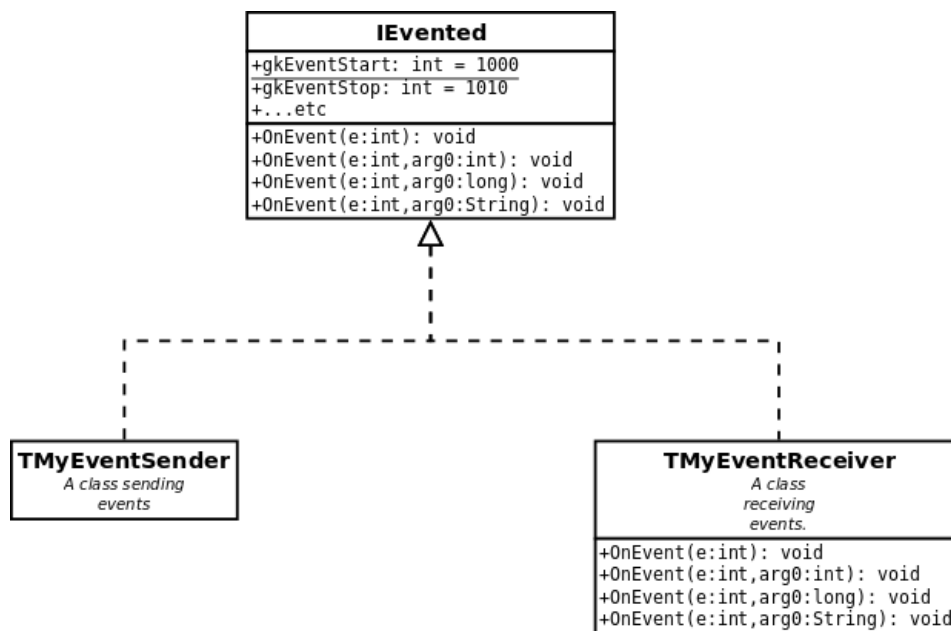 IEvented
+gkEventStart: int = 1000
+gkEventStop: int = 1010
+...etc
+OnEvent(e:int): void
+OnEvent(e:int,arg0:int): void
+OnEvent(e:int,arg0:long): void
+OnEvent(e:int,arg0:String): void
TMyEventSender
A class sending
events
TMyEventReceiver
A class
receiving
events.
+OnEvent(e:int): void
+OnEvent(e:int,arg0:int): void
+OnEvent(e:int,arg0:long): void
+OnEvent(e:int,arg0:String): void